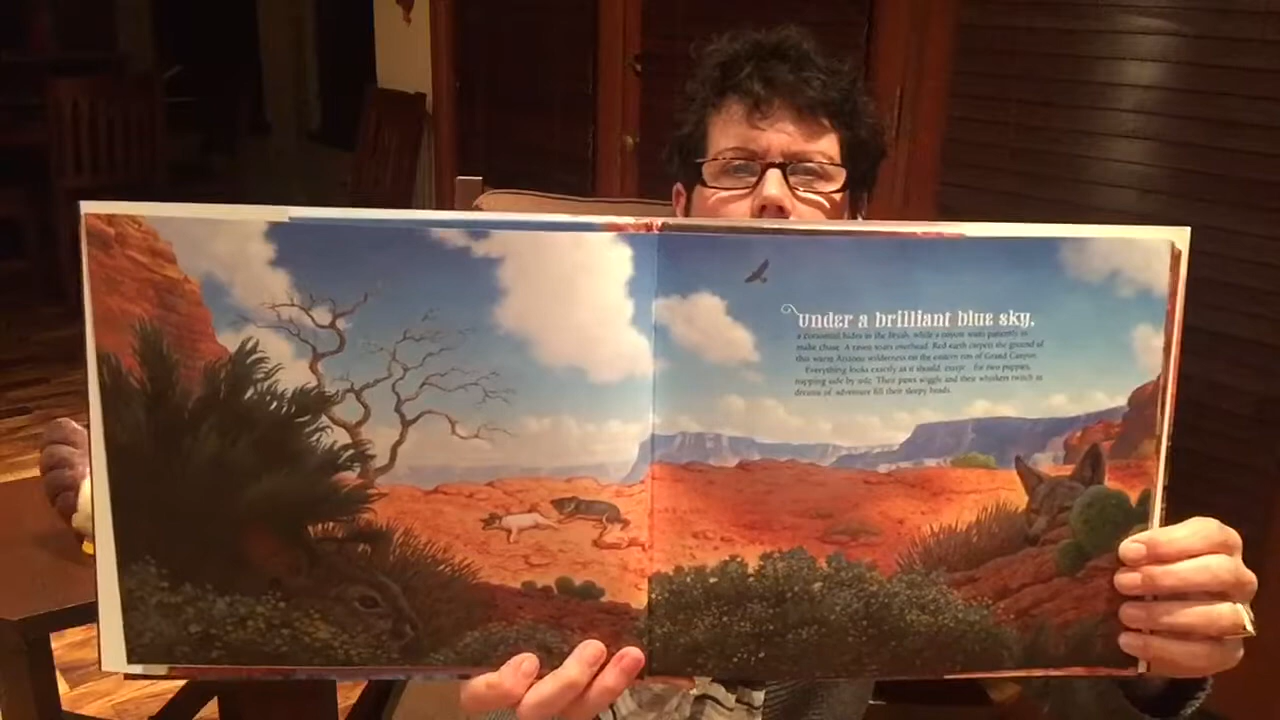 Under a brilliant blue sky,
a cottontail hides in the brush, while a coyote waits patiently to
make chase. A raven soars overhead. Red earth carpets the ground of
this warm Arizona wilderness on the eastern rim of Grand Canyon.
Everything looks exactly as it should, except for two puppies,
napping side by side. Their paws wiggle and their whiskers twitch as
dreams of adventure fill their sleepy heads.